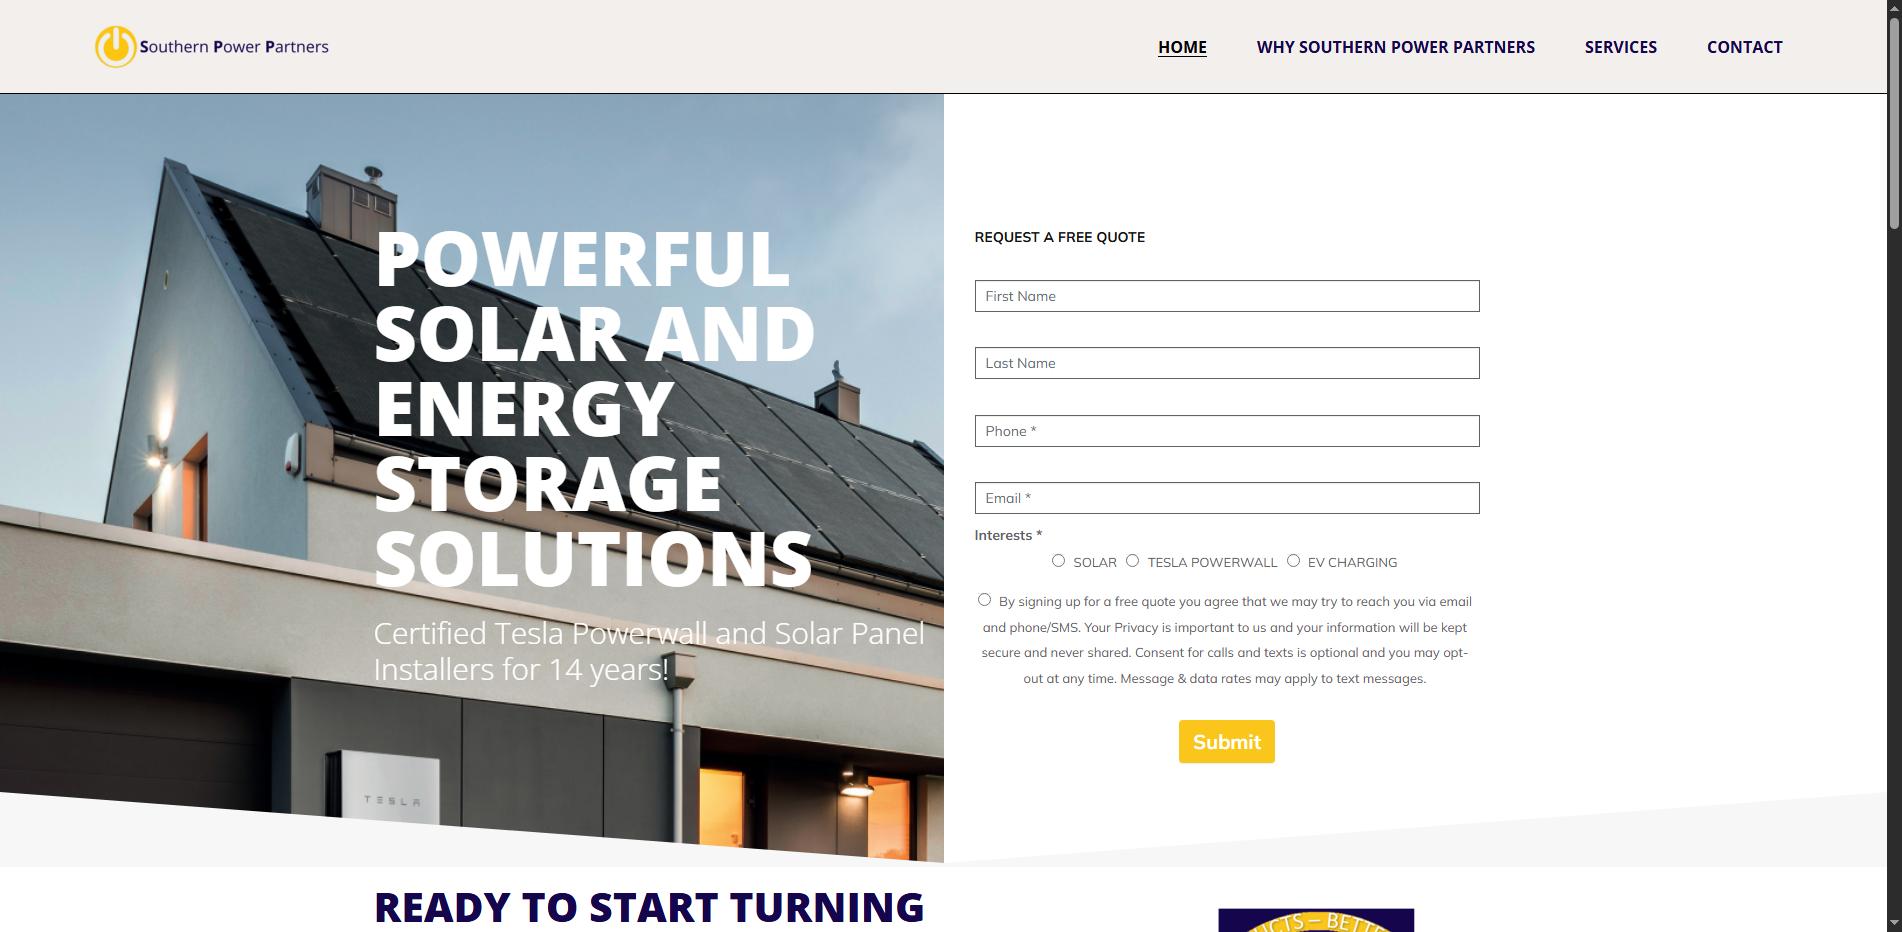 Southern Power Partners
HOME
WHY SOUTHERN POWER PARTNERS
SERVICES
CONTACT
POWERFUL
SOLAR AND
ENERGY
STORAGE
SOLUTIONS
Certified Tesla Powerwall and Solar Panel
Installers for 14 years!
TESLA
REQUEST A FREE QUOTE
First Name
Last Name
Phone *
Email *
Interests *
SOLAR TESLA POWERWALL EV CHARGING
By signing up for a free quote you agree that we may try to reach you via email
and phone/SMS. Your Privacy is important to us and your information will be kept
secure and never shared. Consent for calls and texts is optional and you may opt-
out at any time. Message & data rates may apply to text messages.
Submit
READY TO START TURNING